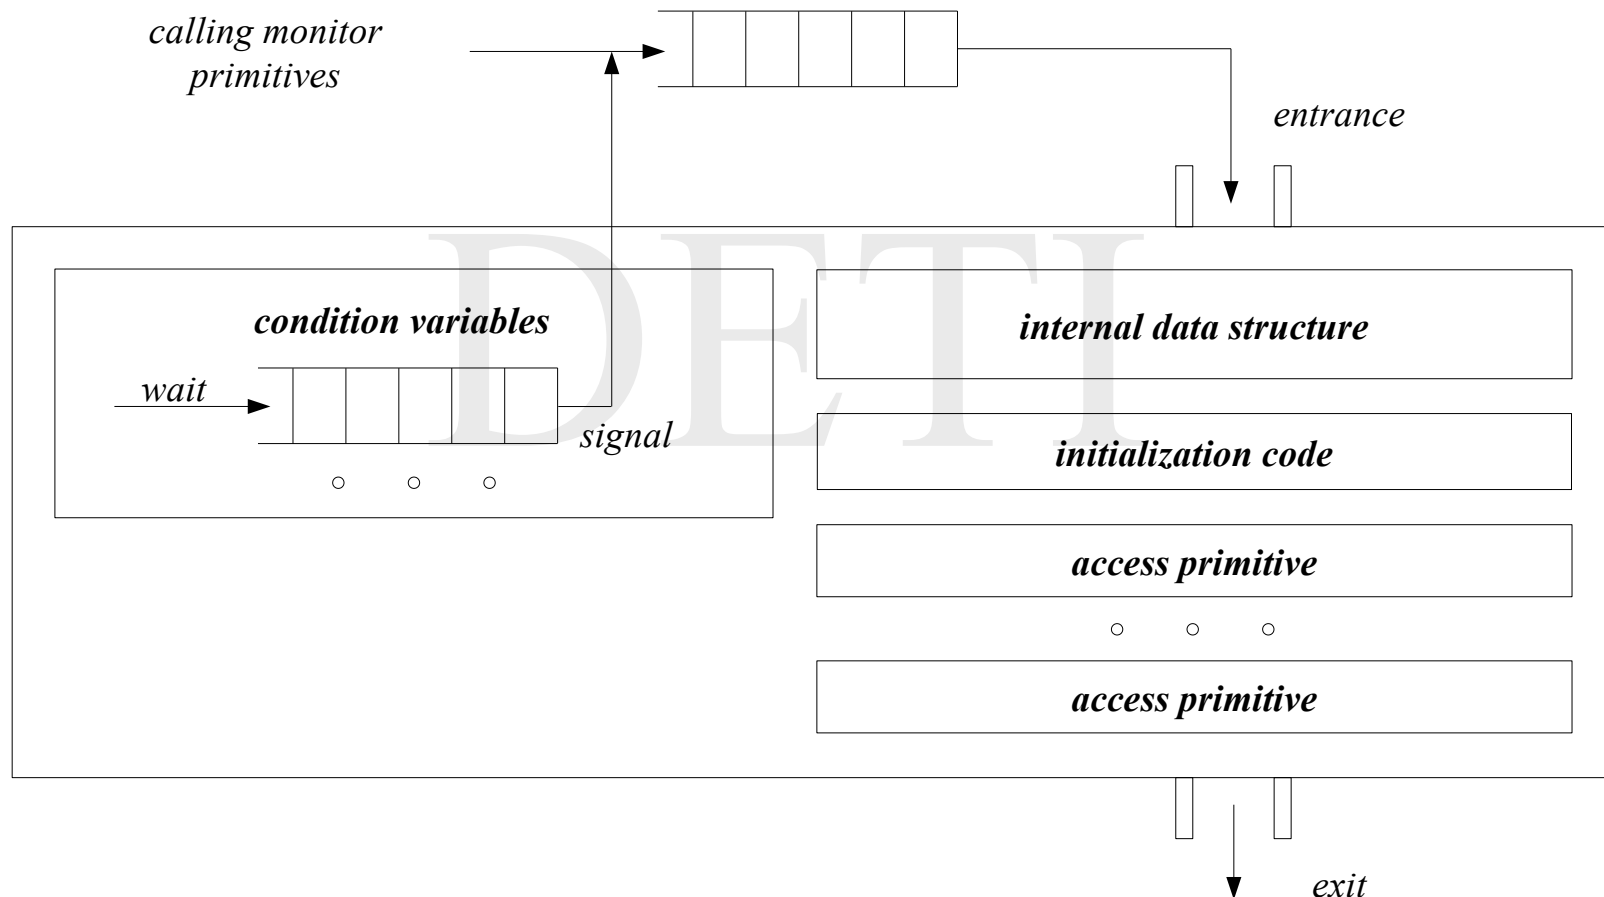 calling monitor
primitives
entrance
DETI
condition variables
internal data structure
wait
signal
initialization code
access primitive
access primitive
exit